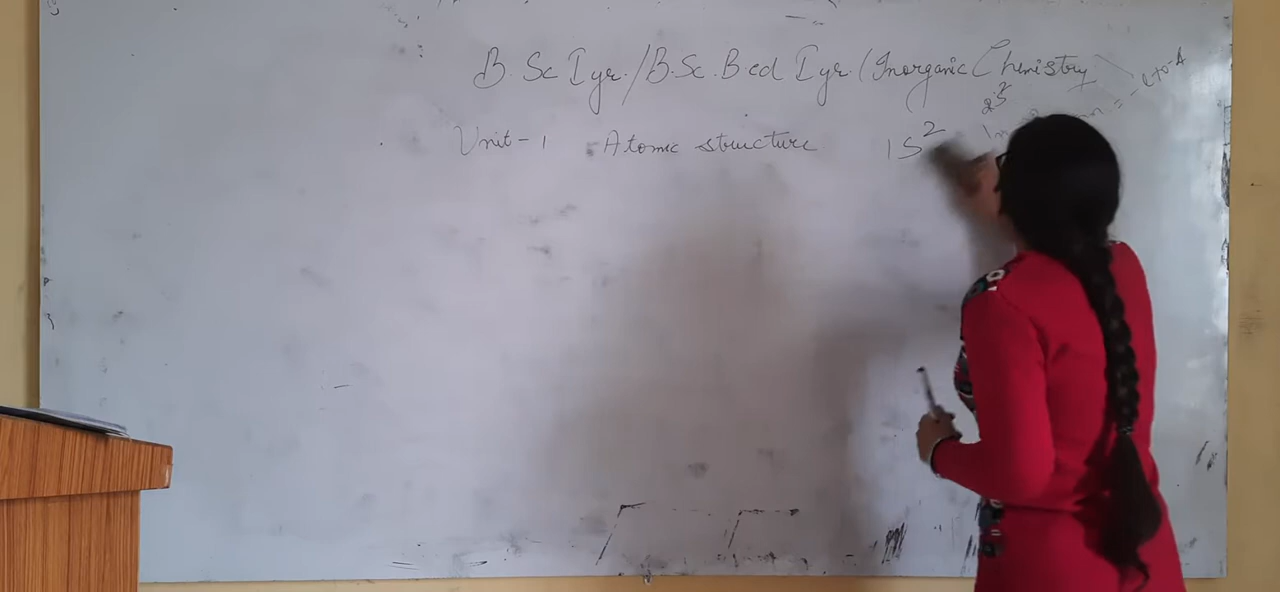 B.Sc I yr. / B.Sc. B ed I yr. (Inorganic Chemistry
Unit-1 Atomic structure 1S²
2S²